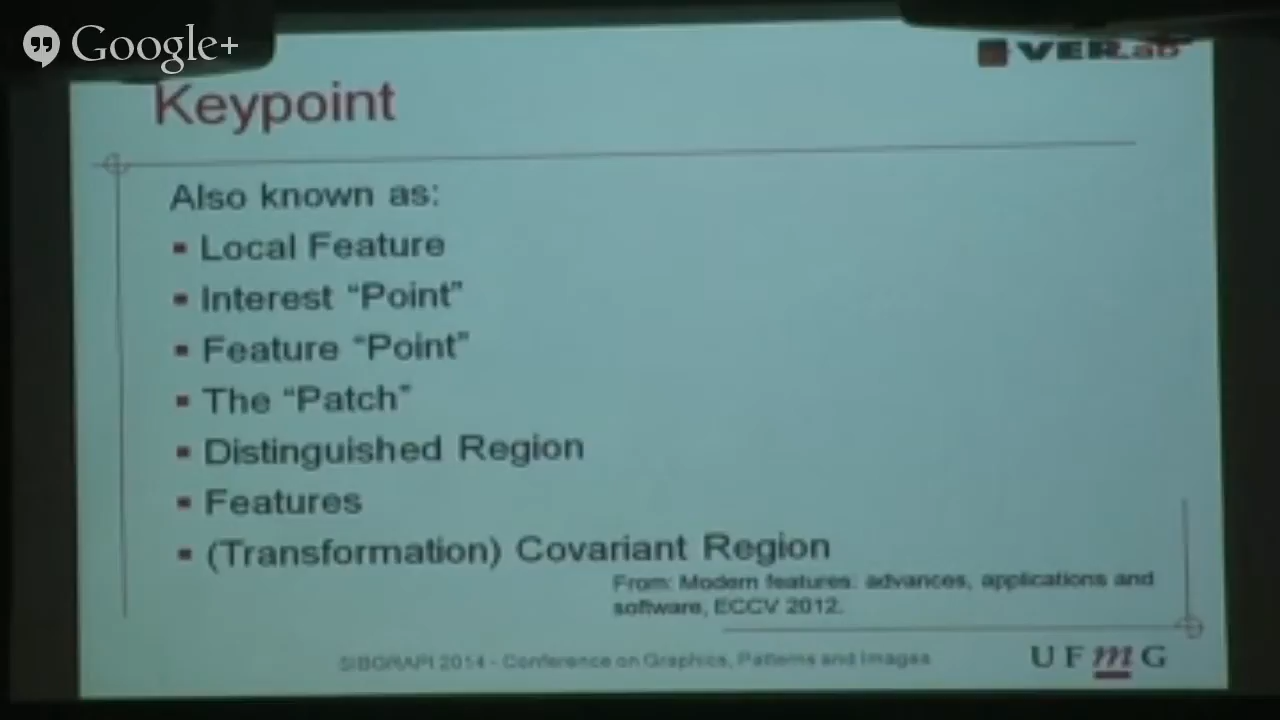 Google+
VERLab
Keypoint
Also known as:
▪ Local Feature
▪ Interest “Point”
▪ Feature “Point”
▪ The “Patch”
▪ Distinguished Region
▪ Features
▪ (Transformation) Covariant Region
From: Modern features: advances, applications and
software, ECCV 2012.
SIBGRAPI 2014 - Conference on Graphics, Patterns and Images
UFmG